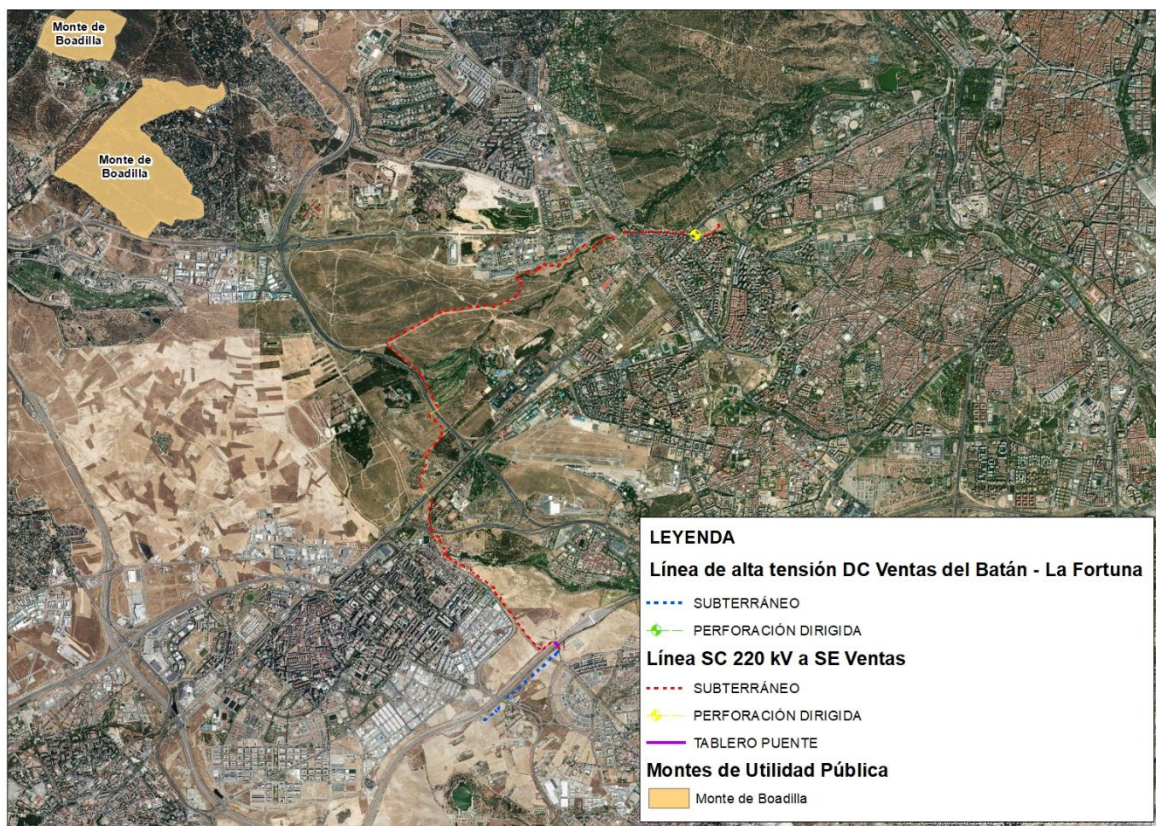 Monte de
Boadilla
Monte de
Boadilla
LEYENDA
Línea de alta tensión DC Ventas del Batán - La Fortuna
SUBTERRÁNEO
PERFORACIÓN DIRIGIDA
Línea SC 220 kV a SE Ventas
SUBTERRÁNEO
PERFORACIÓN DIRIGIDA
TABLERO PUENTE
Montes de Utilidad Pública
Monte de Boadilla